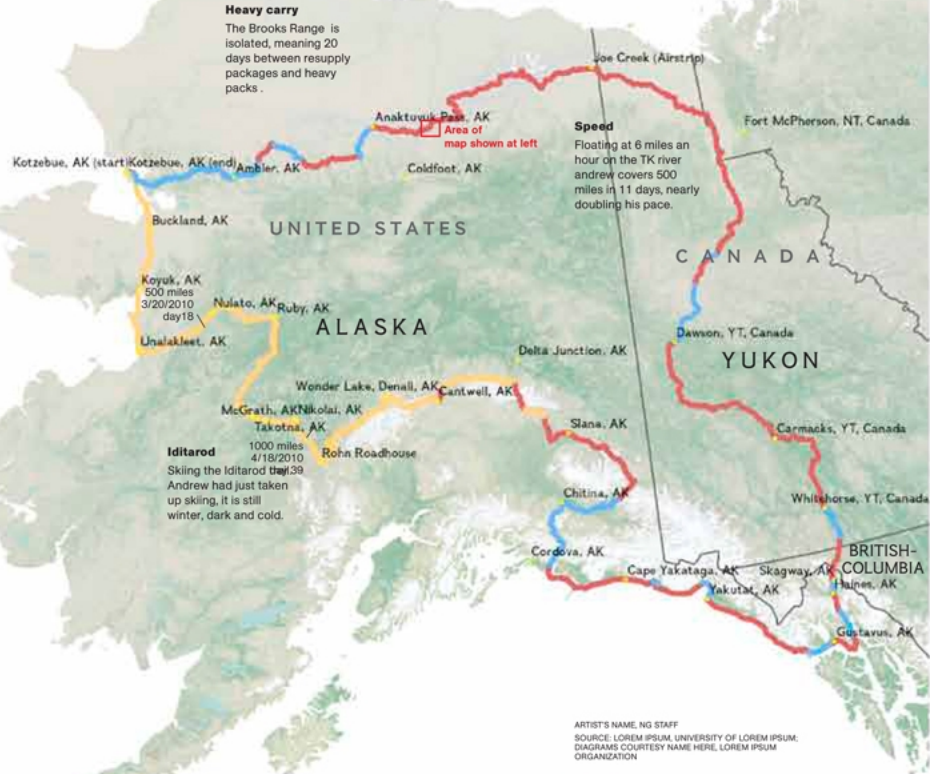 Heavy carry
The Brooks Range is
isolated, meaning 20
days between resupply
packages and heavy
packs .
Joe Creek (Airstrip)
Anaktuvuk Pass, AK
Area of
map shown at left
Speed
Floating at 6 miles an
hour on the TK river
andrew covers 500
miles in 11 days, nearly
doubling his pace.
Fort McPherson, NT, Canada
Kotzebue, AK (start)
Kotzebue, AK (end)
Ambler, AK
Coldfoot, AK
Buckland, AK
UNITED STATES
CANADA
Koyuk, AK
500 miles
3/20/2010
day18
Nulato, AK
Ruby, AK
Unalakleet, AK
ALASKA
Dawson, YT, Canada
YUKON
Delta Junction, AK
Wonder Lake, Denali, AK
Cantwell, AK
McGrath, AK
Nikolai, AK
Takotna, AK
Slana, AK
Carmacks, YT, Canada
Iditarod
Skiing the Iditarod trail,
Andrew had just taken
up skiing, it is still
winter, dark and cold.
1000 miles
4/18/2010
day 39
Rohn Roadhouse
Chitina, AK
Whitehorse, YT, Canada
Cordova, AK
BRITISH-
COLUMBIA
Cape Yakataga, AK
Skagway, AK
Haines, AK
Yakutat, AK
Gustavus, AK
ARTIST'S NAME, NG STAFF
SOURCE: LOREM IPSUM, UNIVERSITY OF LOREM IPSUM;
DIAGRAMS COURTESY NAME HERE, LOREM IPSUM
ORGANIZATION